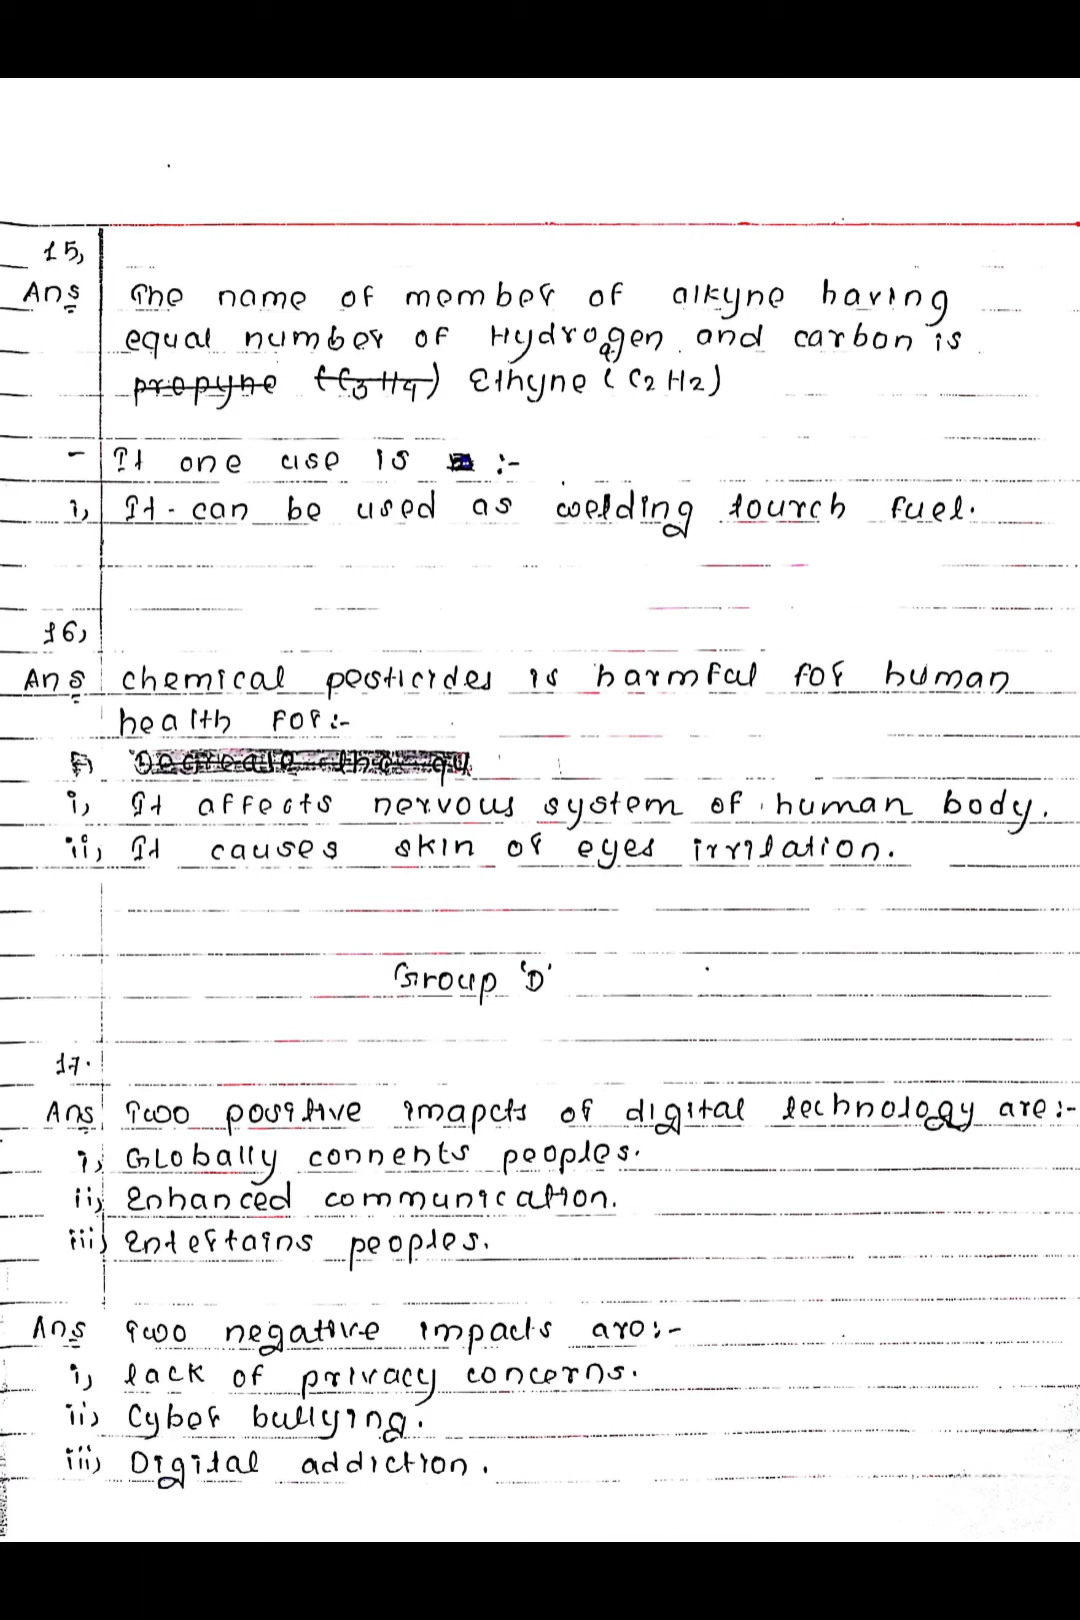 15,
Ans The name of member of alkyne having
equal number of Hydrogen and carbon is
propyne (C3H4) Ethyne (C2H2)
- It one use is :-
i, It can be used as welding tourch fuel.
16,
Ans chemical pesticides is harmful for human
health for:-
i) Decrease the qu
i, It affects nervous system of human body.
ii, It causes skin or eyes irritation.
Group 'D'
17.
Ans Two positive imapcts of digital technology are:-
i, Globally connents peoples.
ii, Enhanced communication.
iii) Entertains peoples.
Ans Two negative impacts are:-
i, lack of privacy concerns.
ii, Cyber bullying.
iii, Digital addiction.